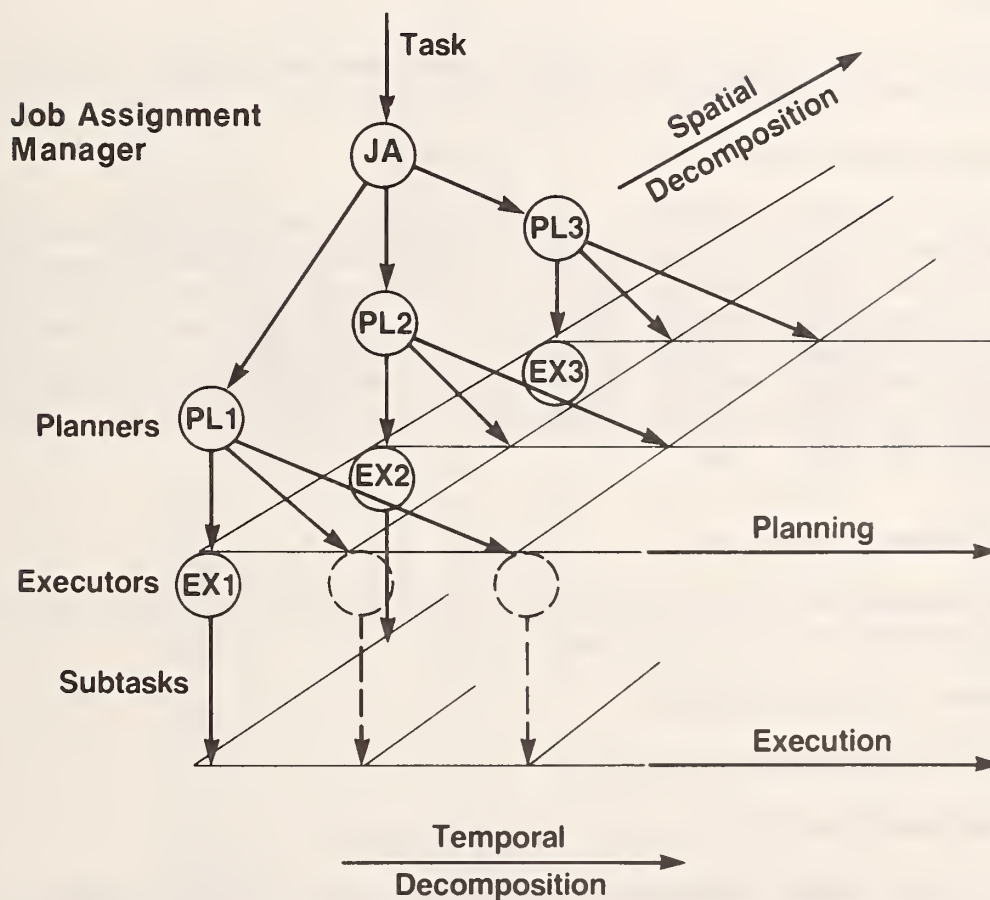 Task
Job Assignment
Manager
JA
Spatial
Decomposition
PL3
PL2
EX3
Planners
PL1
EX2
Planning
Executors
EX1
Subtasks
Execution
Temporal
Decomposition